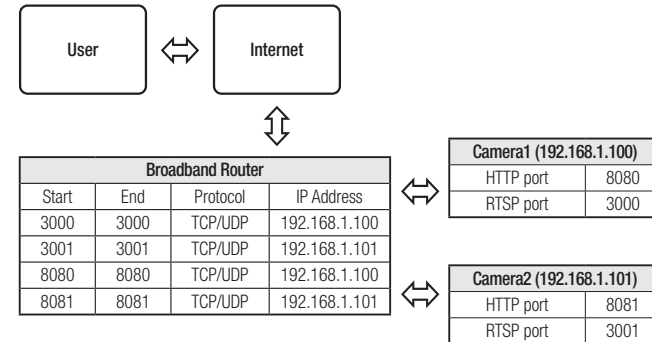 User
Internet
Broadband Router
Start End Protocol IP Address
3000 3000 TCP/UDP 192.168.1.100
3001 3001 TCP/UDP 192.168.1.101
8080 8080 TCP/UDP 192.168.1.100
8081 8081 TCP/UDP 192.168.1.101
Camera1 (192.168.1.100)
HTTP port 8080
RTSP port 3000
Camera2 (192.168.1.101)
HTTP port 8081
RTSP port 3001